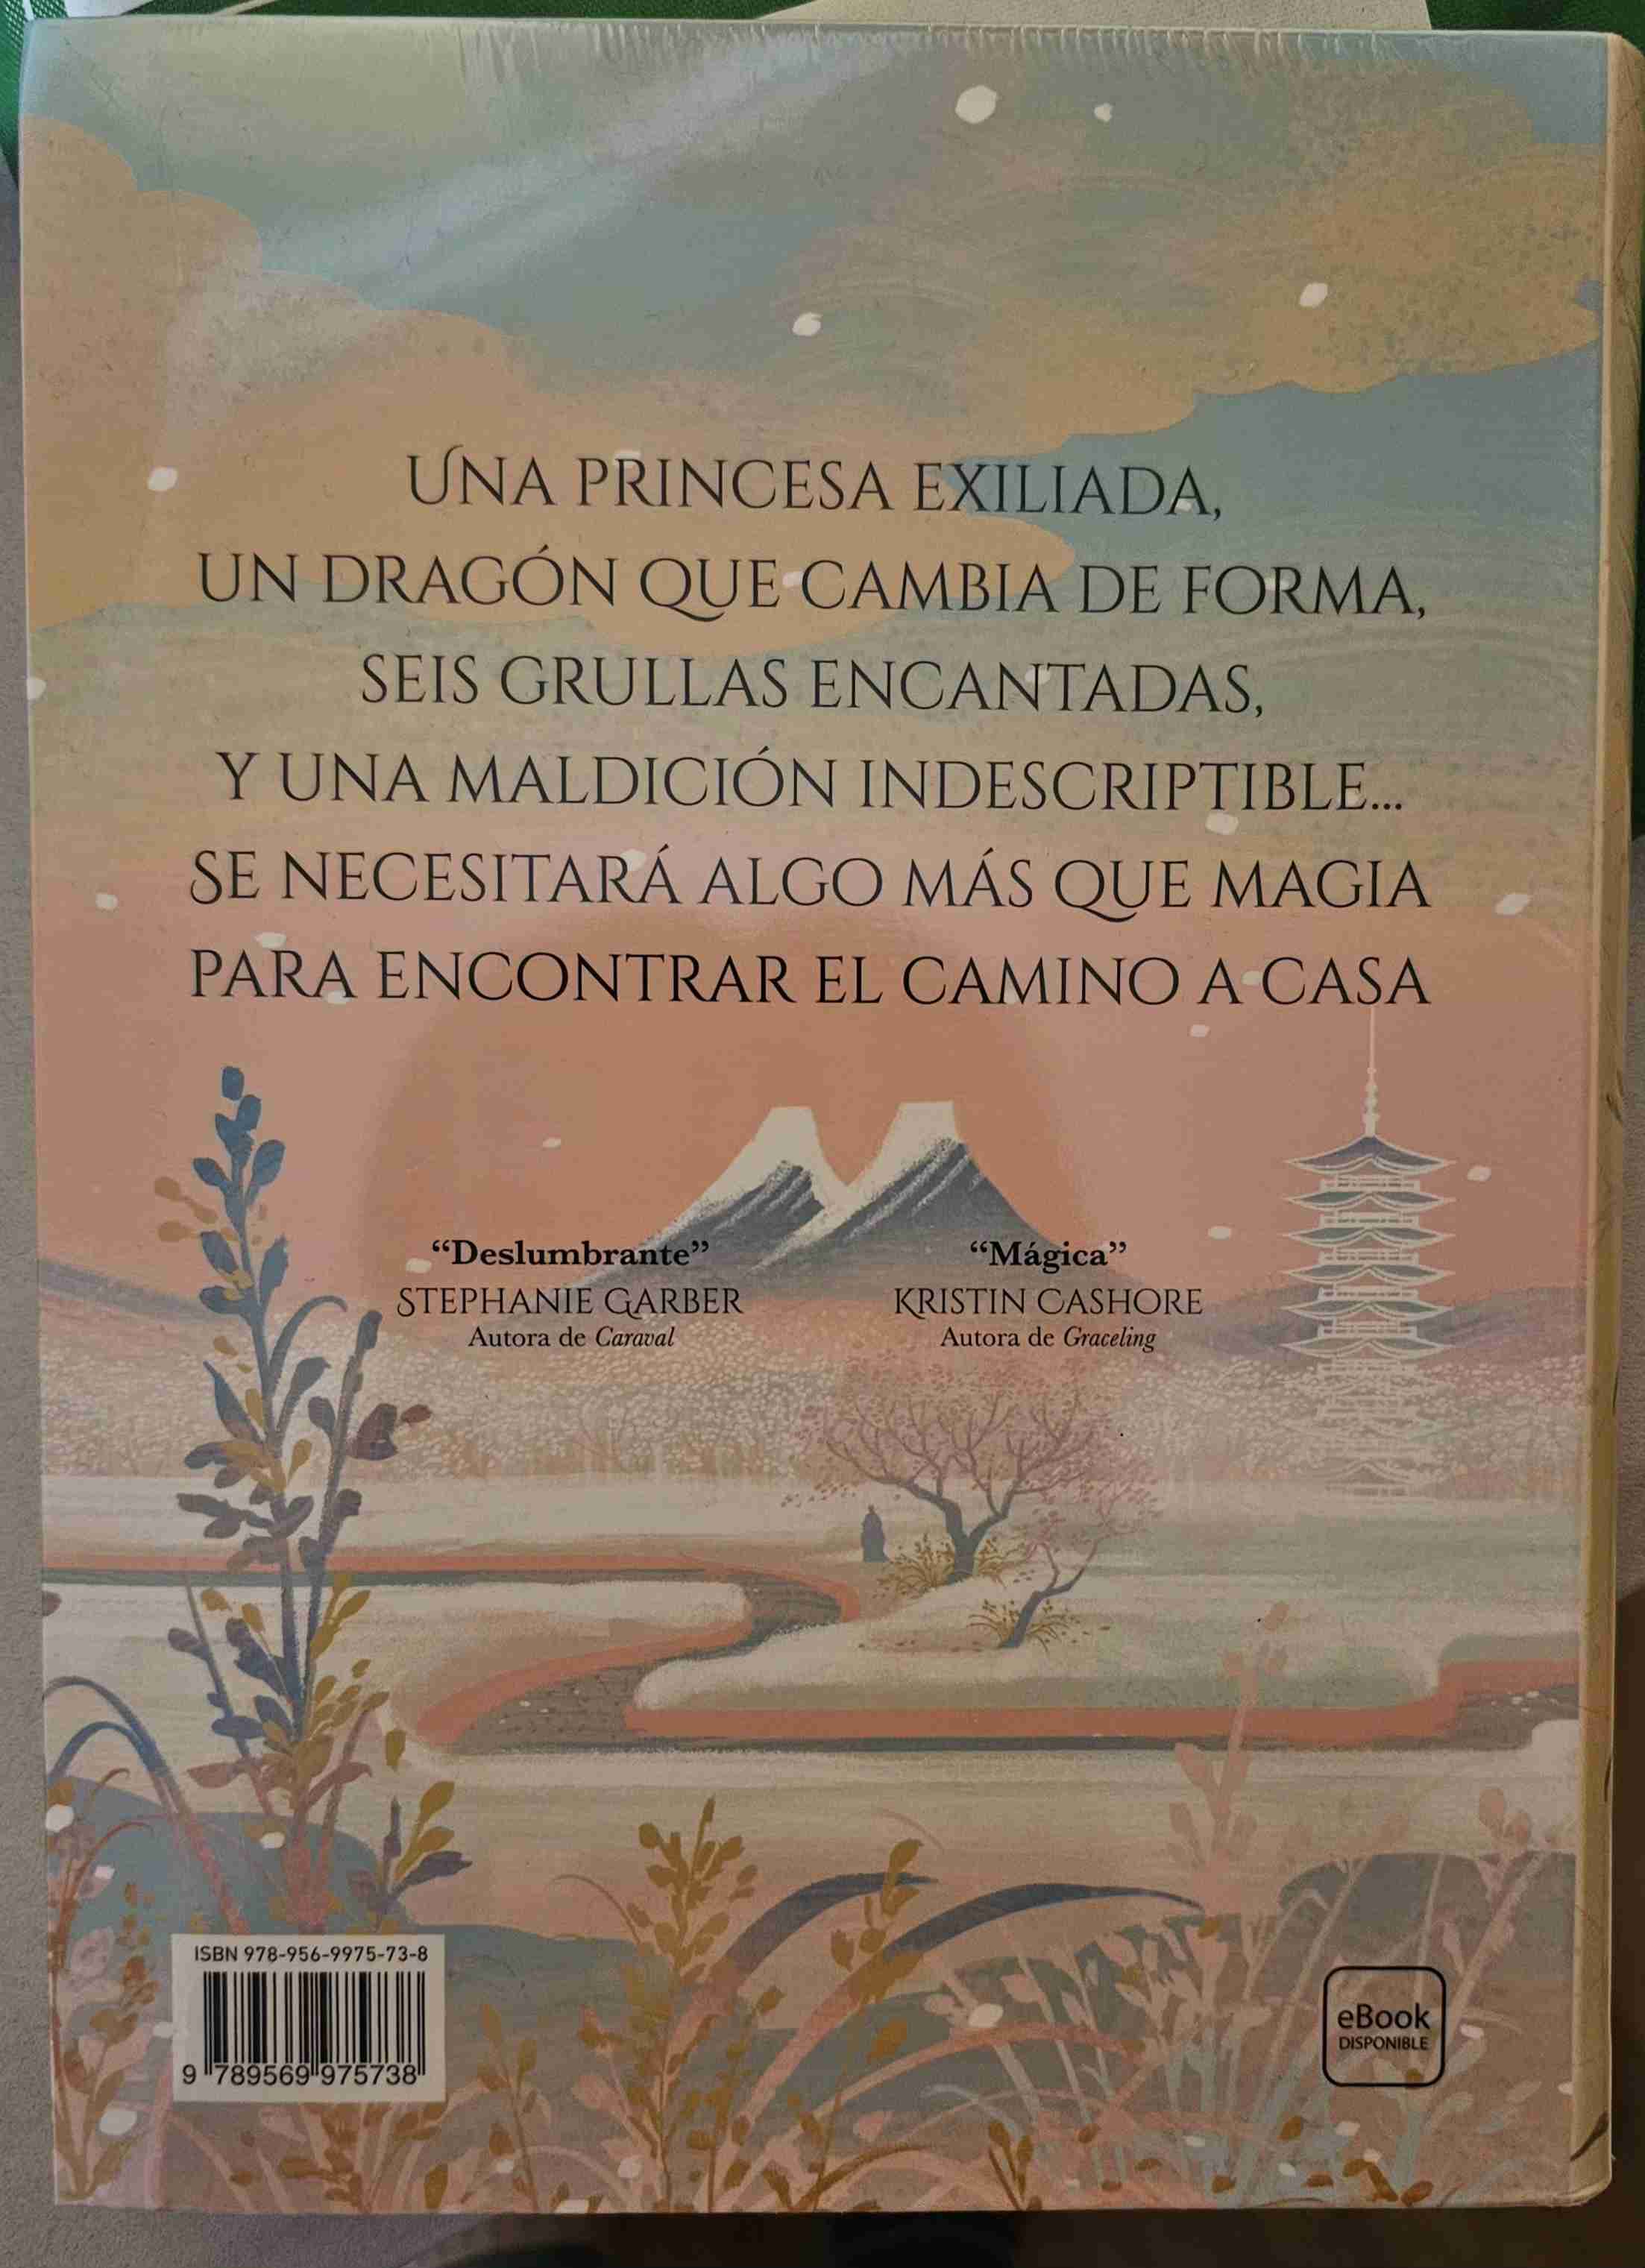 UNA PRINCESA EXILIADA,
UN DRAGÓN QUE CAMBIA DE FORMA,
SEIS GRULLAS ENCANTADAS,
Y UNA MALDICIÓN INDESCRIPTIBLE...
SE NECESITARÁ ALGO MÁS QUE MAGIA
PARA ENCONTRAR EL CAMINO A CASA
“Deslumbrante”
STEPHANIE GARBER
Autora de Caraval
“Mágica”
KRISTIN CASHORE
Autora de Graceling
ISBN 978-956-9975-73-8
9 789569 975738
eBook
DISPONIBLE